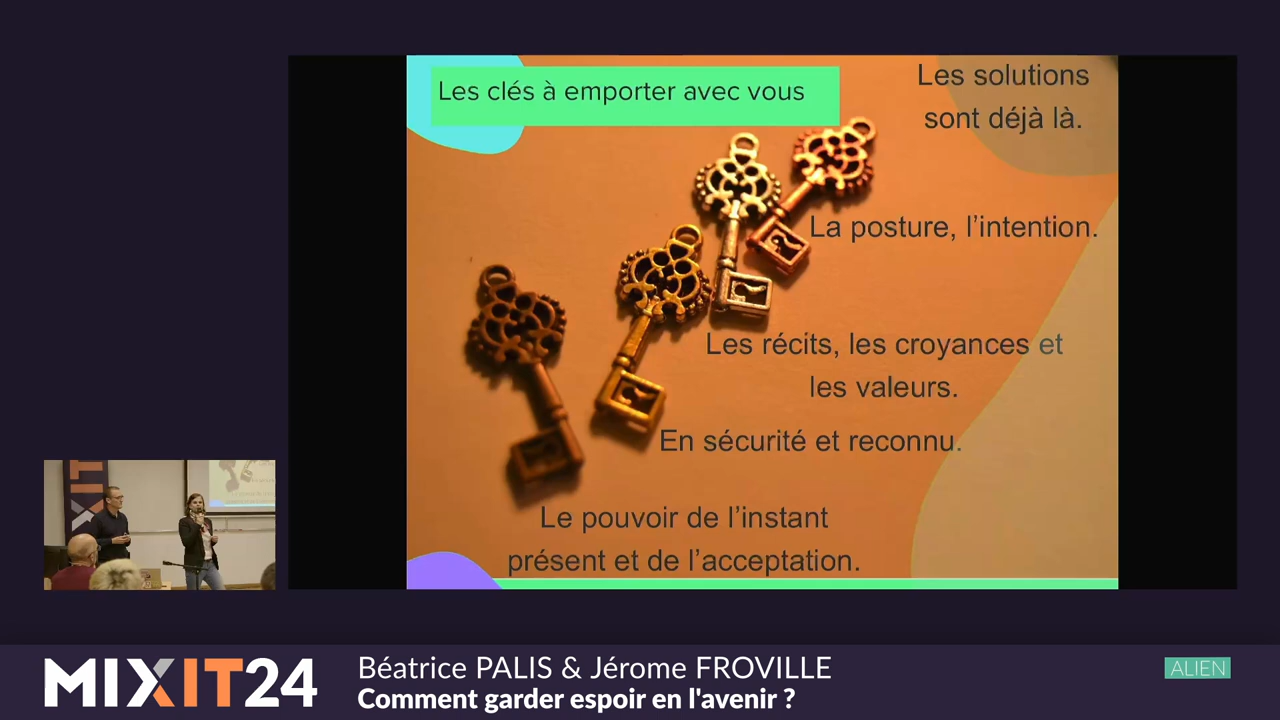 Les clés à emporter avec vous
Les solutions
sont déjà là.
La posture, l'intention.
Les récits, les croyances et
les valeurs.
En sécurité et reconnu.
Le pouvoir de l'instant
présent et de l'acceptation.
XIT
MIXIT24
Béatrice PALIS & Jérome FROVILLE
Comment garder espoir en l'avenir ?
ALIEN